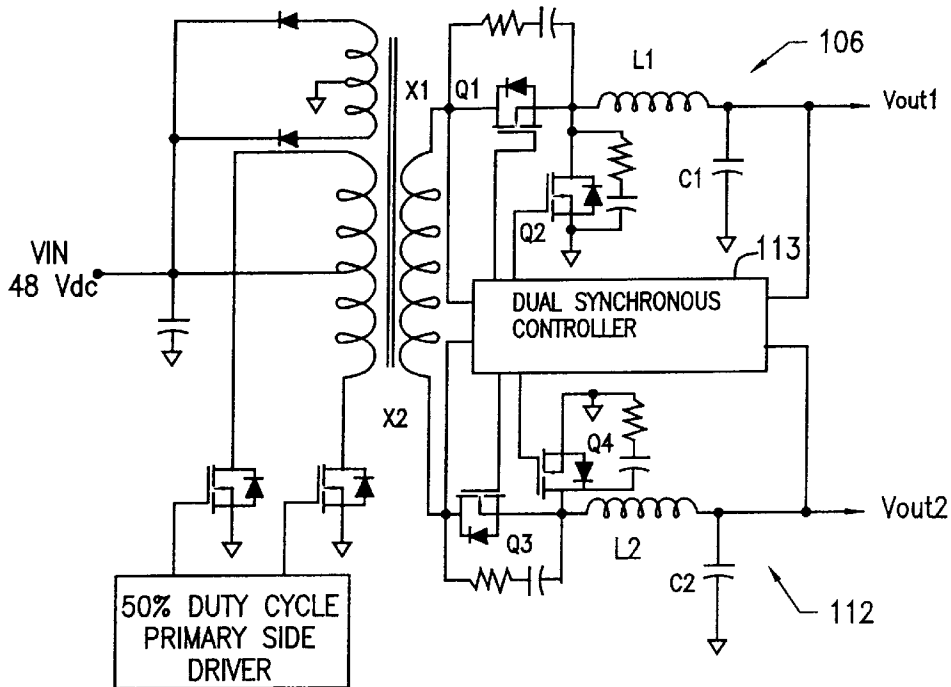 106
L1
X1
Q1
Vout1
C1
Q2
VIN
48 Vdc
113
DUAL SYNCHRONOUS
CONTROLLER
X2
Q4
Q3
L2
Vout2
C2
112
50% DUTY CYCLE
PRIMARY SIDE
DRIVER